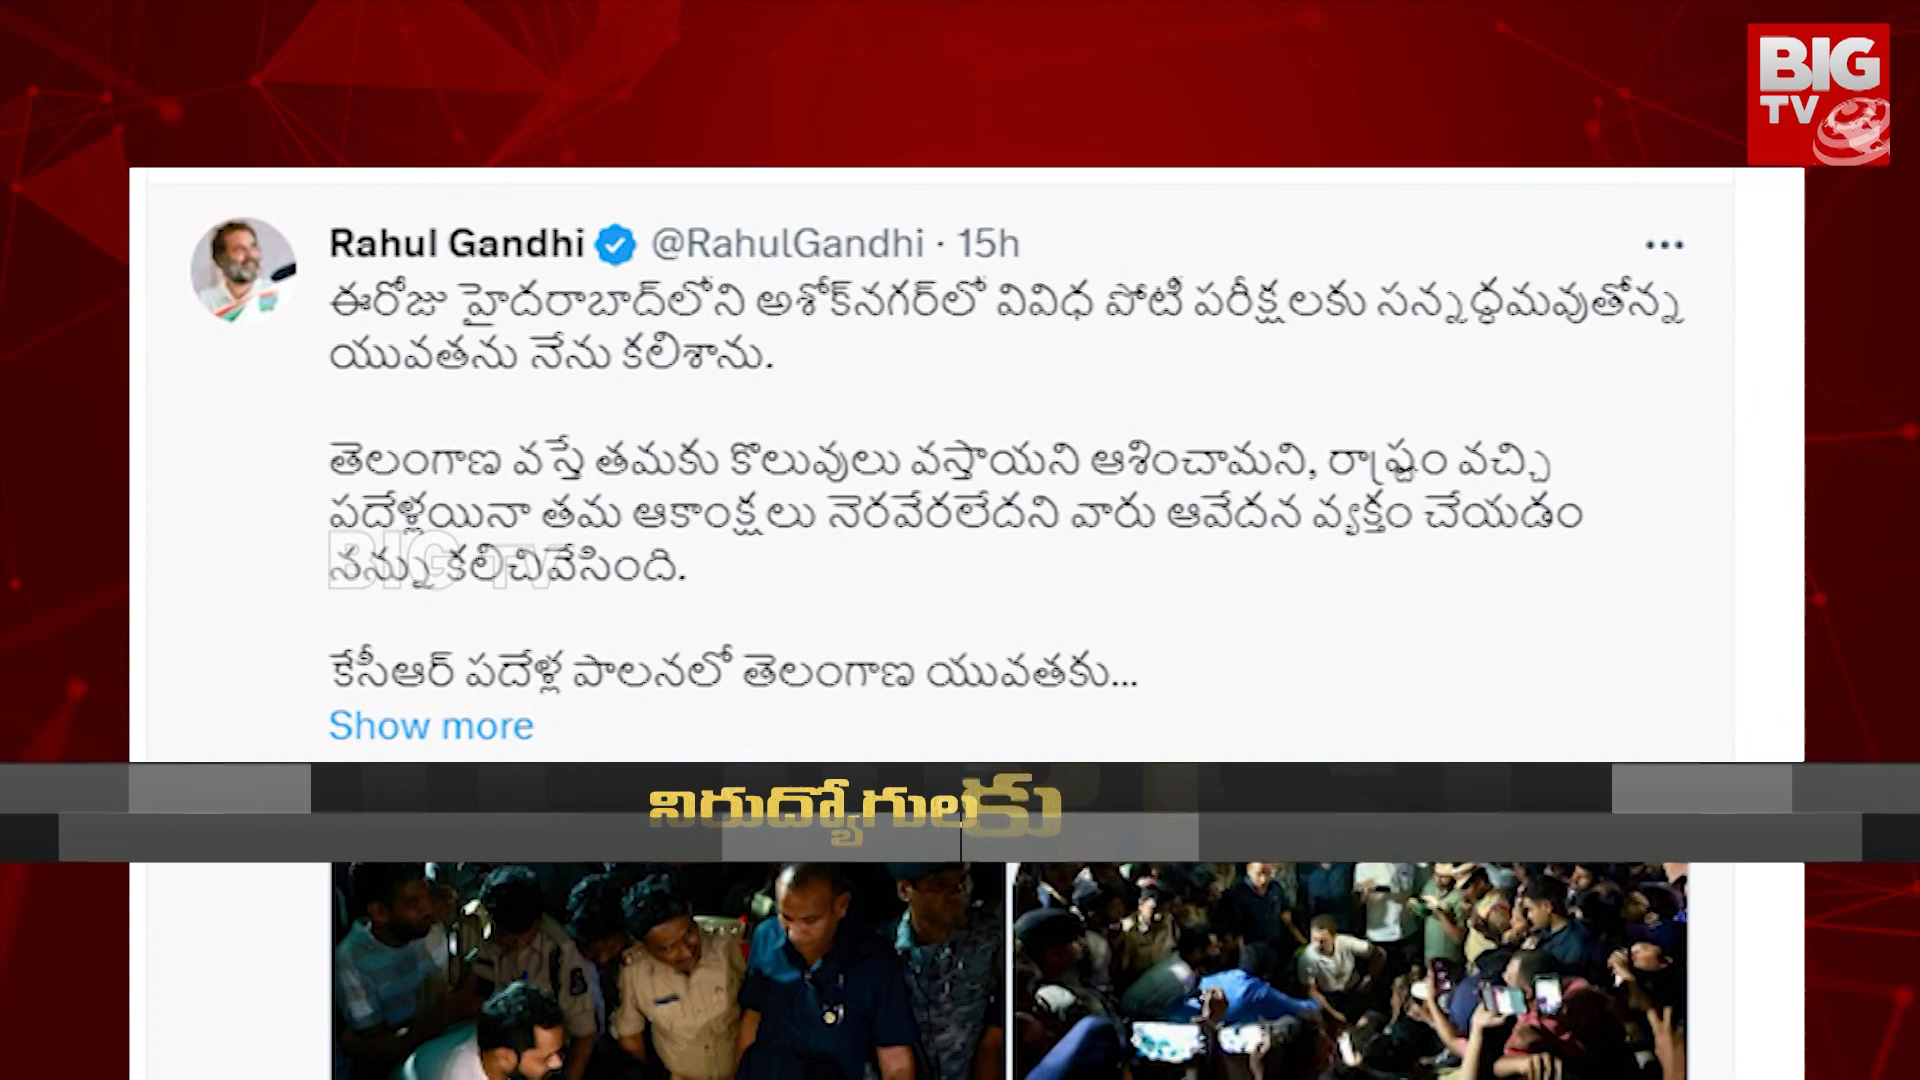 BIG
TV
Rahul Gandhi @RahulGandhi · 15h
ఈరోజు హైదరాబాద్‌లోని అశోక్‌నగర్‌లో వివిధ పోటీ పరీక్షలకు సన్నద్ధమవుతోన్న
యువతను నేను కలిశాను.
తెలంగాణ వస్తే తమకు కొలువులు వస్తాయని ఆశించామని, రాష్ట్రం వచ్చి
పదేళ్లయినా తమ ఆకాంక్షలు నెరవేరలేదని వారు ఆవేదన వ్యక్తం చేయడం
నన్ను కలిచివేసింది.
BIG TV
కేసీఆర్ పదేళ్ల పాలనలో తెలంగాణ యువతకు...
Show more
నిరుద్యోగులకు